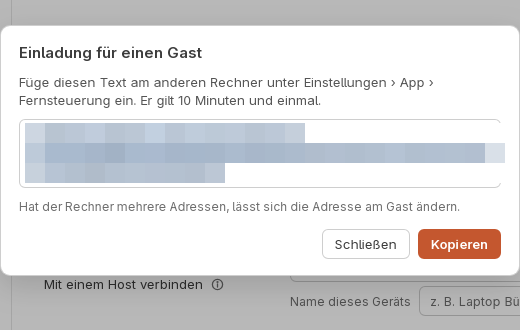 Einladung für einen Gast
Füge diesen Text am anderen Rechner unter Einstellungen › App ›
Fernsteuerung ein. Er gilt 10 Minuten und einmal.
Hat der Rechner mehrere Adressen, lässt sich die Adresse am Gast ändern.
Schließen
Kopieren
Mit einem Host verbinden
Name dieses Geräts
z. B. Laptop Bü